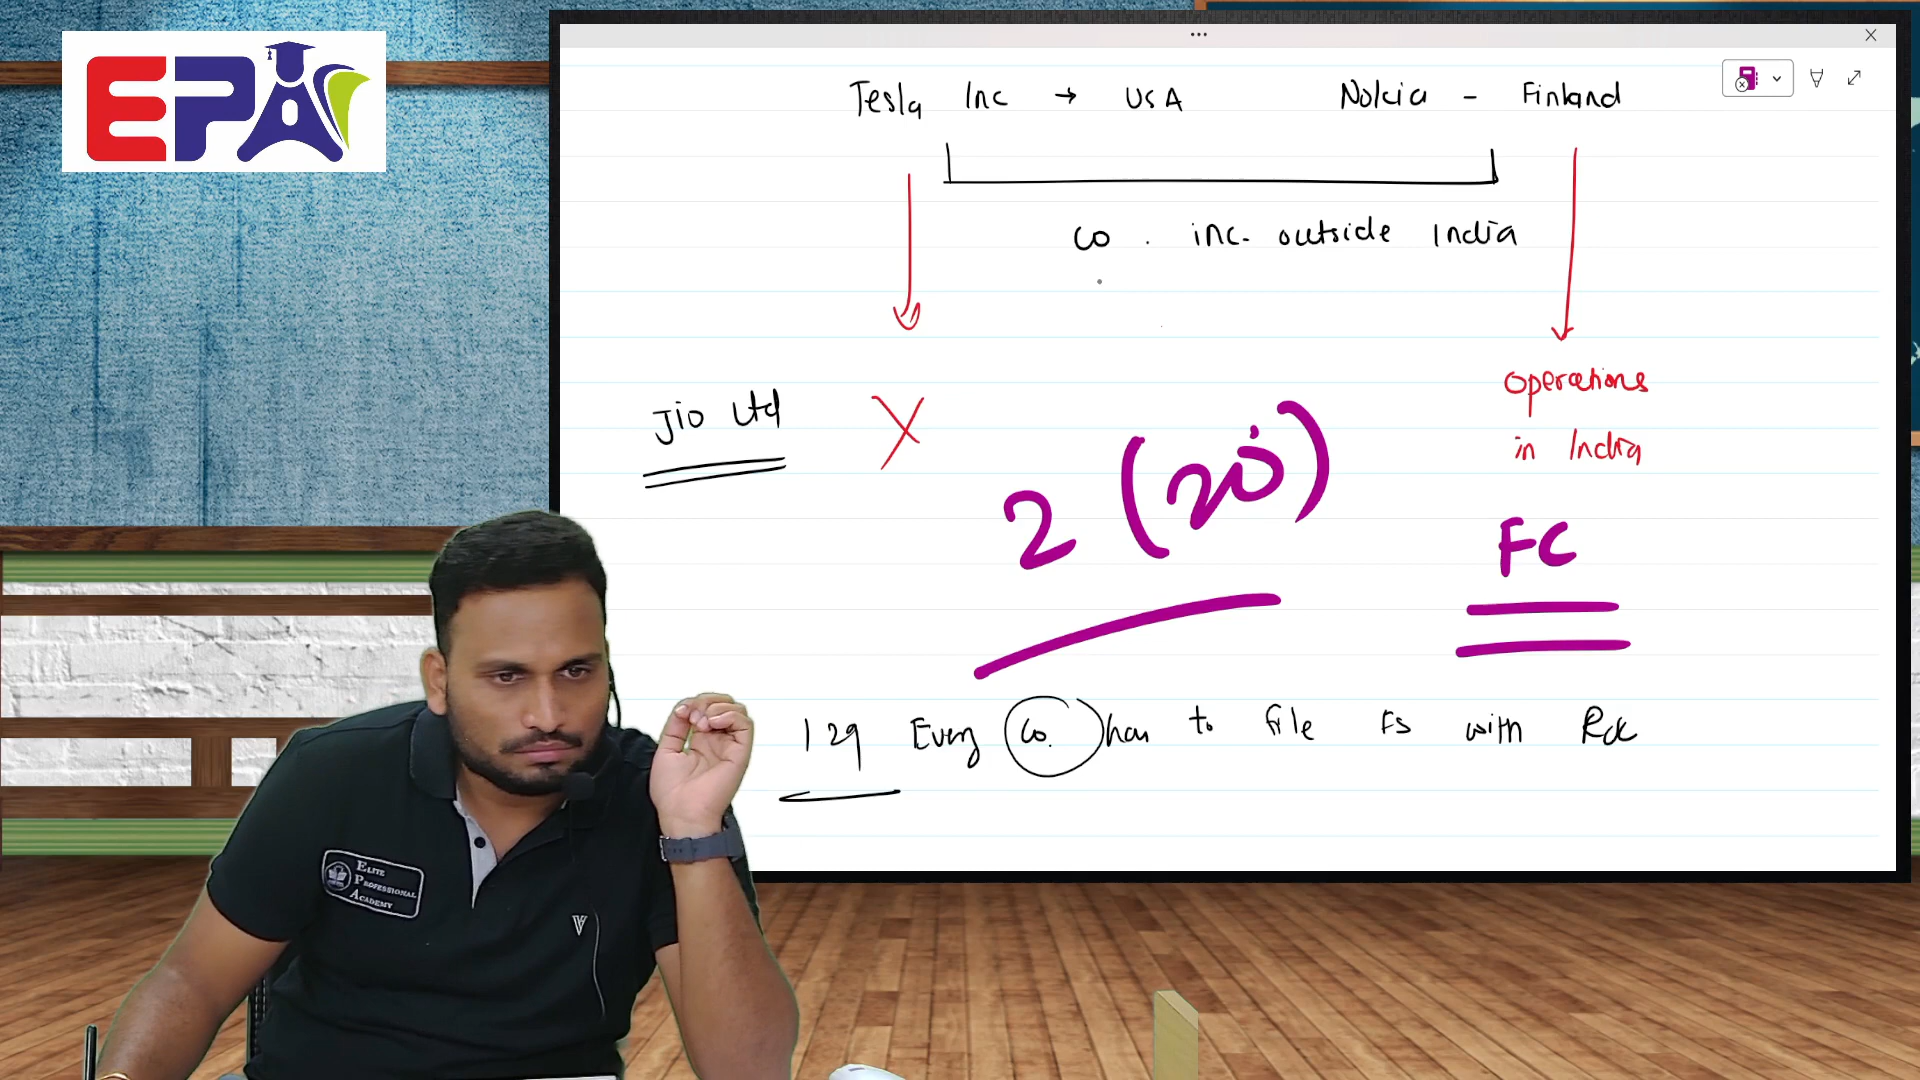 EPA
Tesla Inc → USA Nokia - Finland
Co. inc. outside India
Jio Ltd
X
Operations
in India
2 (20)
FC
129 Every Co. has to file FS with RoC
ELITE
PROFESSIONAL
ACADEMY